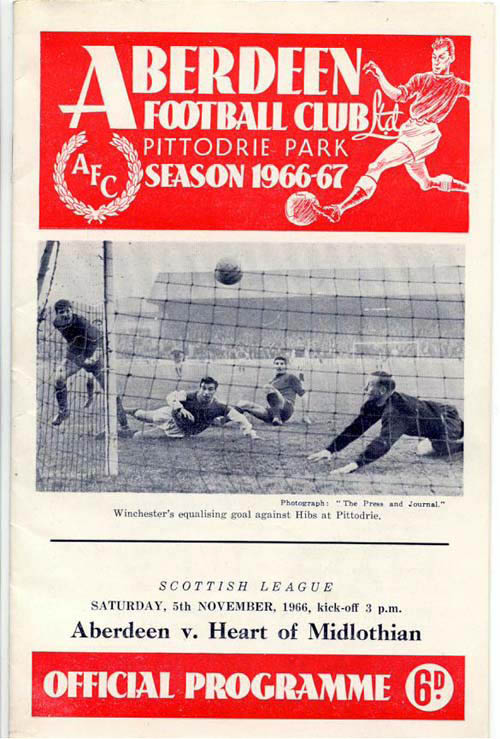 ABERDEEN
FOOTBALL CLUB Ltd
PITTODRIE PARK
AFC
SEASON 1966-67
Photograph: "The Press and Journal."
Winchester's equalising goal against Hibs at Pittodrie.
SCOTTISH LEAGUE
SATURDAY, 5th NOVEMBER, 1966, kick-off 3 p.m.
Aberdeen v. Heart of Midlothian
OFFICIAL PROGRAMME 6D.